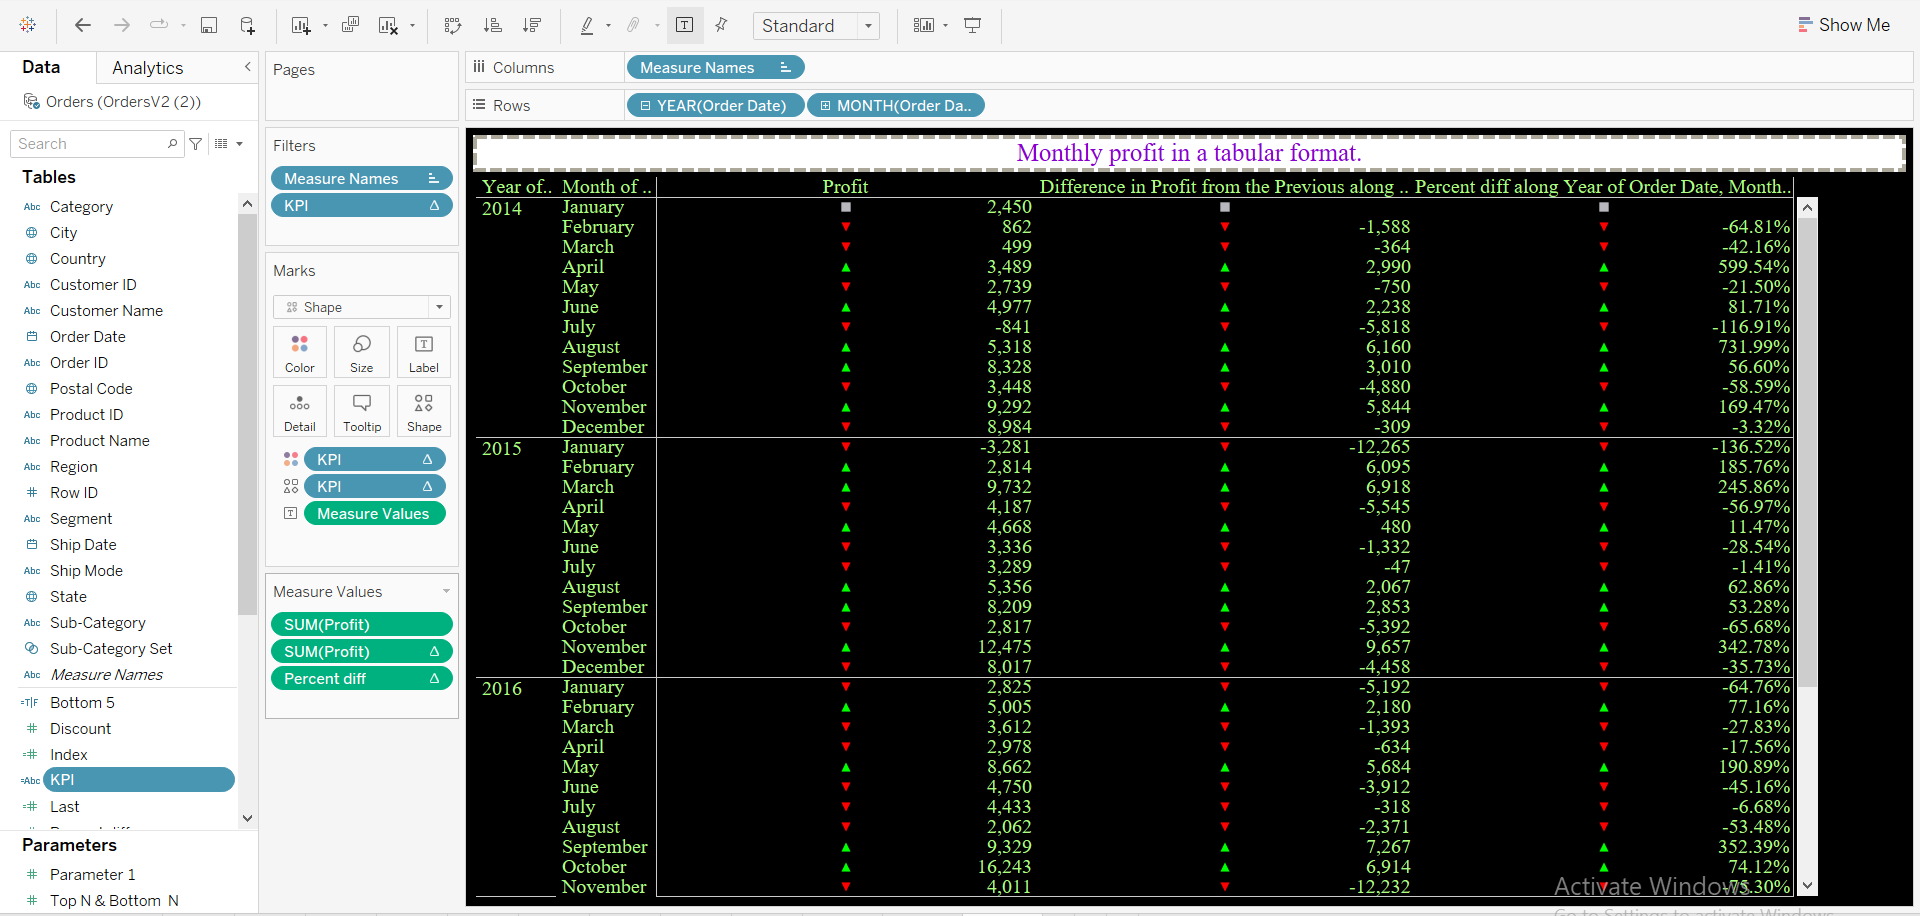 Standard
Show Me
Data
Analytics
Orders (OrdersV2 (2))
Search
Tables
Abc Category
City
Country
Abc Customer ID
Abc Customer Name
Order Date
Abc Order ID
Postal Code
Abc Product ID
Abc Product Name
Abc Region
# Row ID
Abc Segment
Ship Date
Abc Ship Mode
State
Abc Sub-Category
Sub-Category Set
Abc Measure Names
=T|F Bottom 5
# Discount
=# Index
=Abc KPI
=# Last
Parameters
# Parameter 1
# Top N & Bottom N
Pages
Filters
Measure Names
KPI
Marks
Shape
Color
Size
Label
Detail
Tooltip
Shape
KPI
KPI
Measure Values
Measure Values
SUM(Profit)
SUM(Profit)
Percent diff
Columns
Measure Names
Rows
YEAR(Order Date)
MONTH(Order Da..
Monthly profit in a tabular format.
Year of.. Month of .. Profit Difference in Profit from the Previous along .. Percent diff along Year of Order Date, Month..
2014 January 2,450
February 862 -1,588 -64.81%
March 499 -364 -42.16%
April 3,489 2,990 599.54%
May 2,739 -750 -21.50%
June 4,977 2,238 81.71%
July -841 -5,818 -116.91%
August 5,318 6,160 731.99%
September 8,328 3,010 56.60%
October 3,448 -4,880 -58.59%
November 9,292 5,844 169.47%
December 8,984 -309 -3.32%
2015 January -3,281 -12,265 -136.52%
February 2,814 6,095 185.76%
March 9,732 6,918 245.86%
April 4,187 -5,545 -56.97%
May 4,668 480 11.47%
June 3,336 -1,332 -28.54%
July 3,289 -47 -1.41%
August 5,356 2,067 62.86%
September 8,209 2,853 53.28%
October 2,817 -5,392 -65.68%
November 12,475 9,657 342.78%
December 8,017 -4,458 -35.73%
2016 January 2,825 -5,192 -64.76%
February 5,005 2,180 77.16%
March 3,612 -1,393 -27.83%
April 2,978 -634 -17.56%
May 8,662 5,684 190.89%
June 4,750 -3,912 -45.16%
July 4,433 -318 -6.68%
August 2,062 -2,371 -53.48%
September 9,329 7,267 352.39%
October 16,243 6,914 74.12%
November 4,011 -12,232 -75.30%
Activate Windows